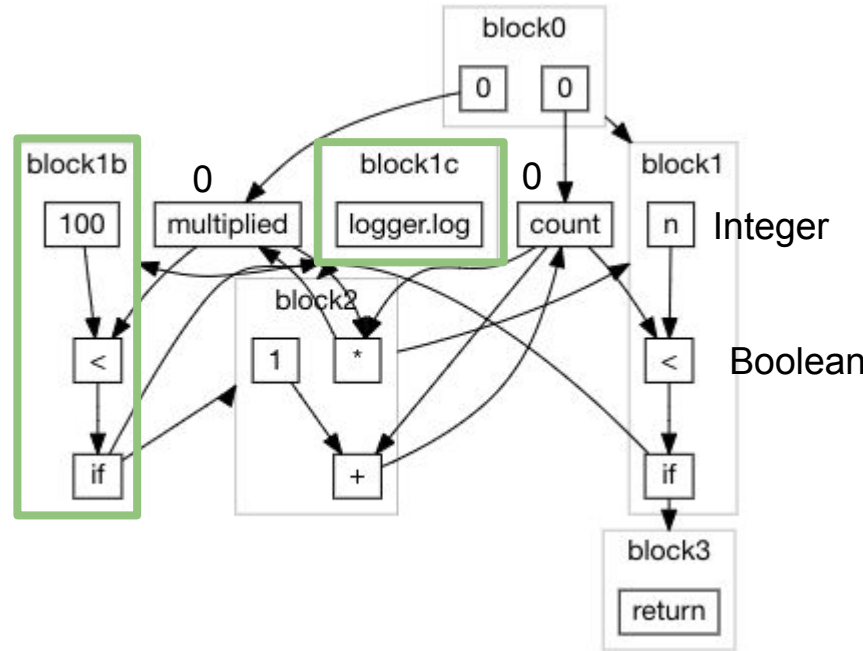 block0
0 0
block1b
0
block1c
0
block1
100
multiplied
logger.log
count
n
Integer
block2
<
1
*
<
Boolean
if
+
if
block3
return